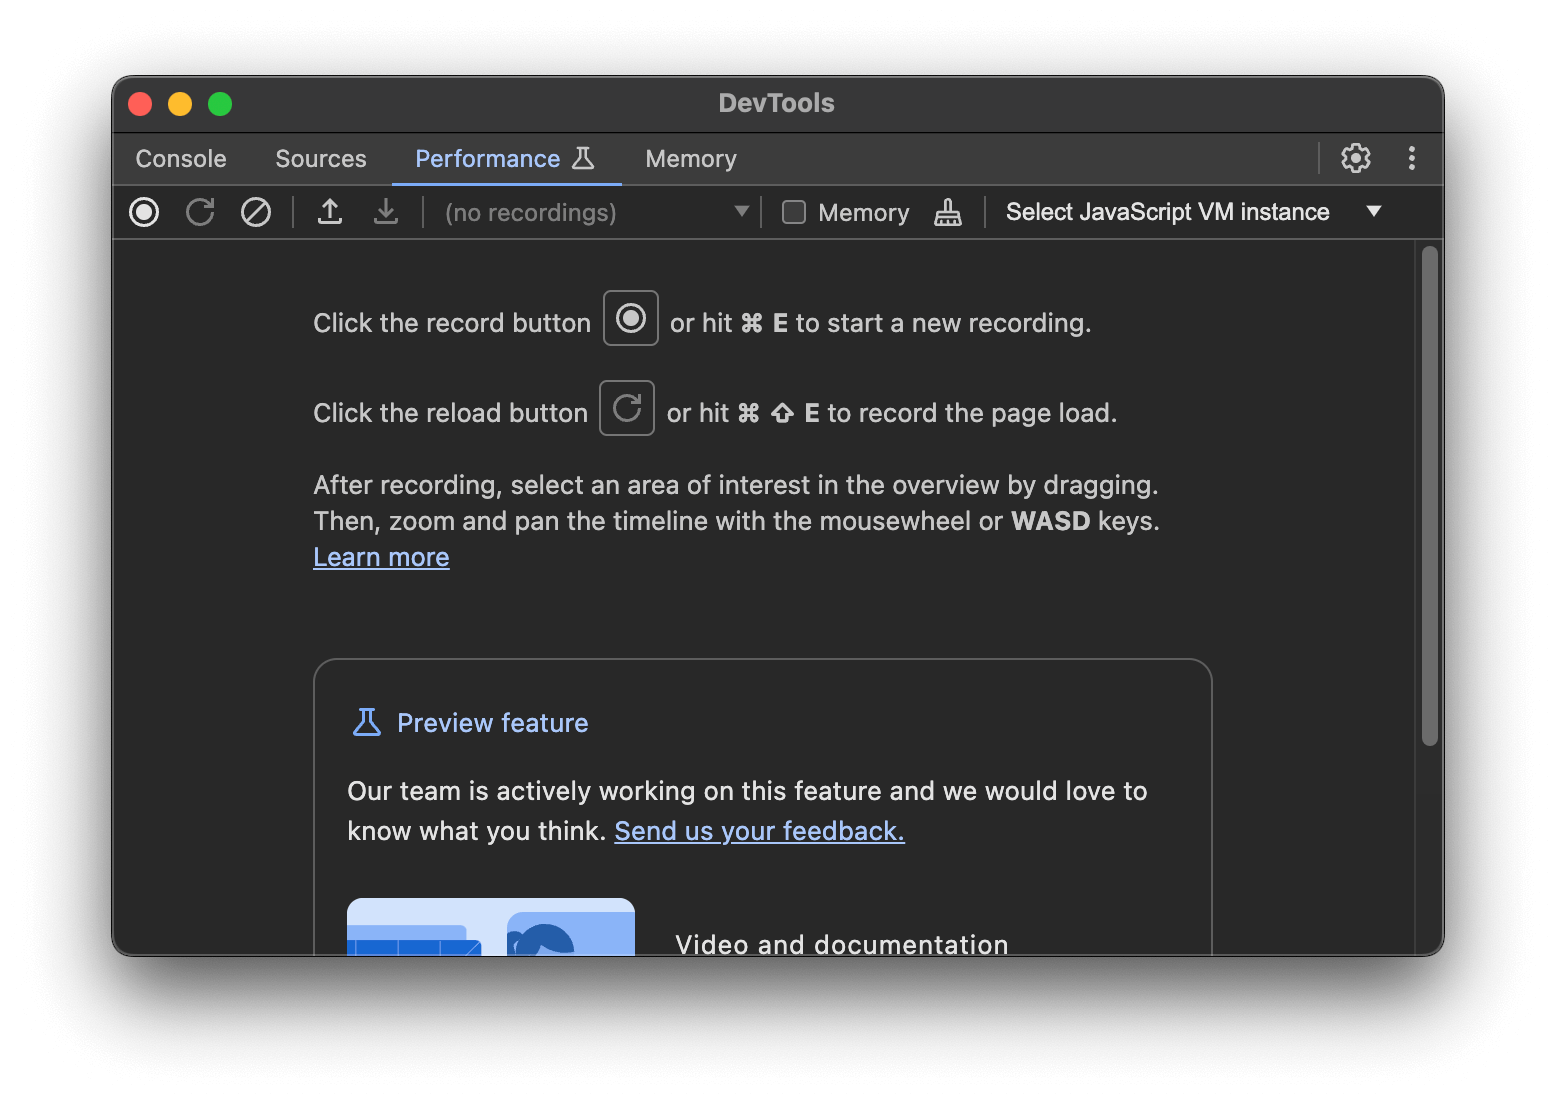 DevTools
Console Sources Performance Memory
(no recordings) Memory Select JavaScript VM instance
Click the record button or hit ⌘ E to start a new recording.
Click the reload button or hit ⌘ ⇧ E to record the page load.
After recording, select an area of interest in the overview by dragging.
Then, zoom and pan the timeline with the mousewheel or WASD keys.
Learn more
Preview feature
Our team is actively working on this feature and we would love to
know what you think. Send us your feedback.
Video and documentation